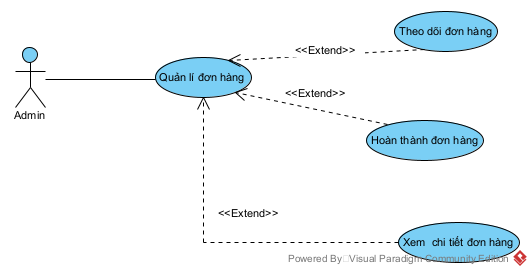 Theo dõi đơn hàng
<<Extend>>
Quản lí đơn hàng
<<Extend>>
Admin
Hoàn thành đơn hàng
<<Extend>>
Xem chi tiết đơn hàng
Powered By Visual Paradigm Community Edition